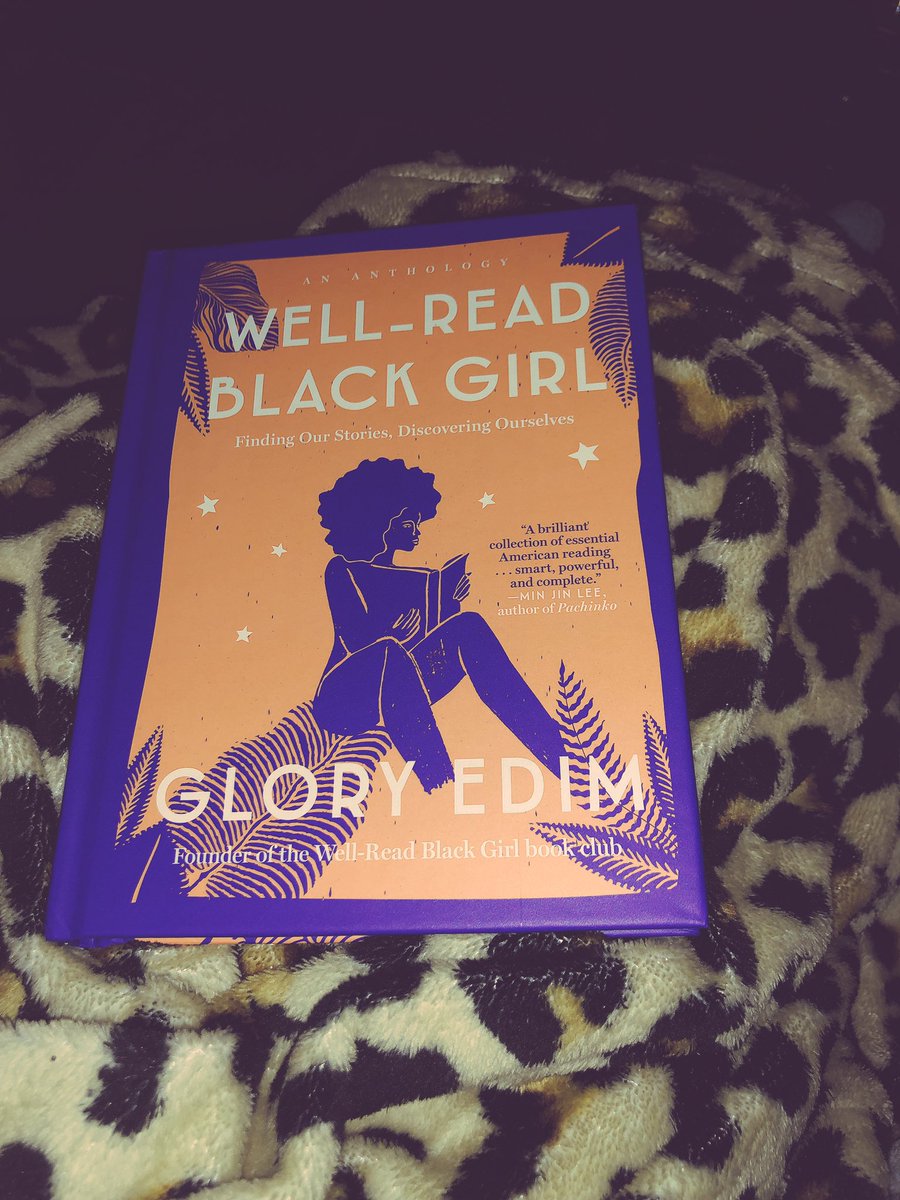 AN ANTHOLOGY
WELL-READ
BLACK GIRL
Finding Our Stories, Discovering Ourselves
“A brilliant
collection of essential
American reading
. . . smart, powerful,
and complete.”
—MIN JIN LEE,
author of Pachinko
GLORY EDIM
Founder of the Well-Read Black Girl book club